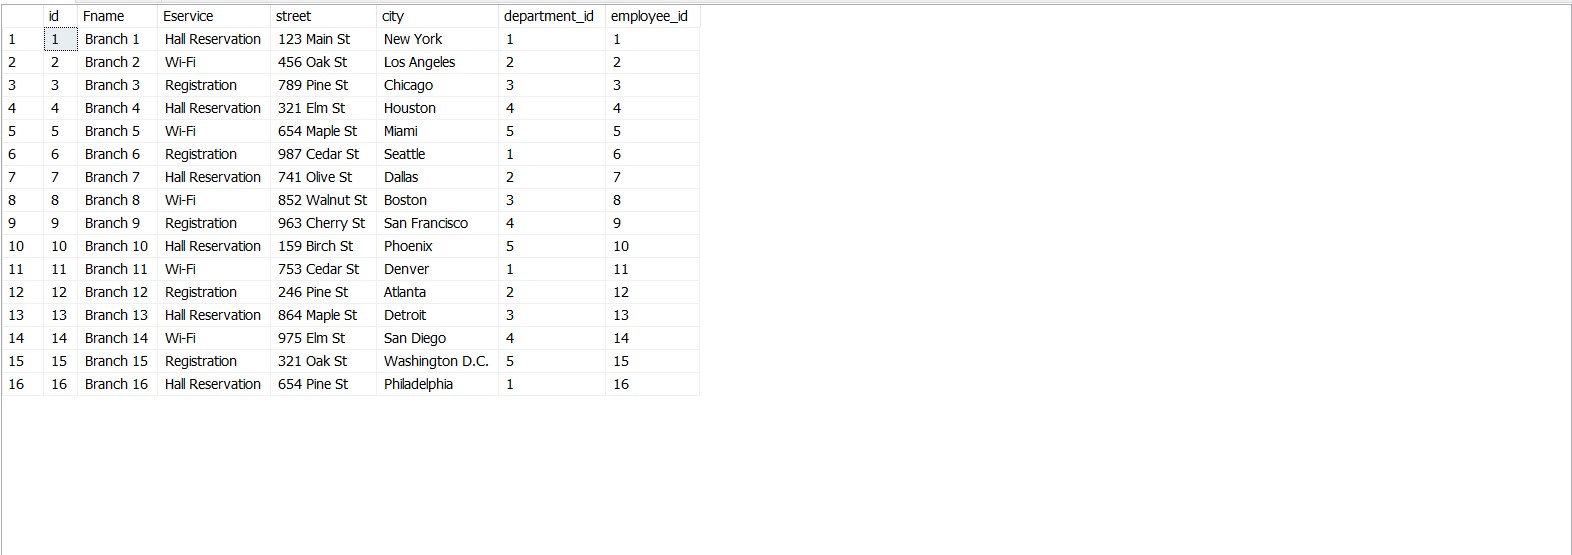 id Fname Eservice street city department_id employee_id
1 1 Branch 1 Hall Reservation 123 Main St New York 1 1
2 2 Branch 2 Wi-Fi 456 Oak St Los Angeles 2 2
3 3 Branch 3 Registration 789 Pine St Chicago 3 3
4 4 Branch 4 Hall Reservation 321 Elm St Houston 4 4
5 5 Branch 5 Wi-Fi 654 Maple St Miami 5 5
6 6 Branch 6 Registration 987 Cedar St Seattle 1 6
7 7 Branch 7 Hall Reservation 741 Olive St Dallas 2 7
8 8 Branch 8 Wi-Fi 852 Walnut St Boston 3 8
9 9 Branch 9 Registration 963 Cherry St San Francisco 4 9
10 10 Branch 10 Hall Reservation 159 Birch St Phoenix 5 10
11 11 Branch 11 Wi-Fi 753 Cedar St Denver 1 11
12 12 Branch 12 Registration 246 Pine St Atlanta 2 12
13 13 Branch 13 Hall Reservation 864 Maple St Detroit 3 13
14 14 Branch 14 Wi-Fi 975 Elm St San Diego 4 14
15 15 Branch 15 Registration 321 Oak St Washington D.C. 5 15
16 16 Branch 16 Hall Reservation 654 Pine St Philadelphia 1 16